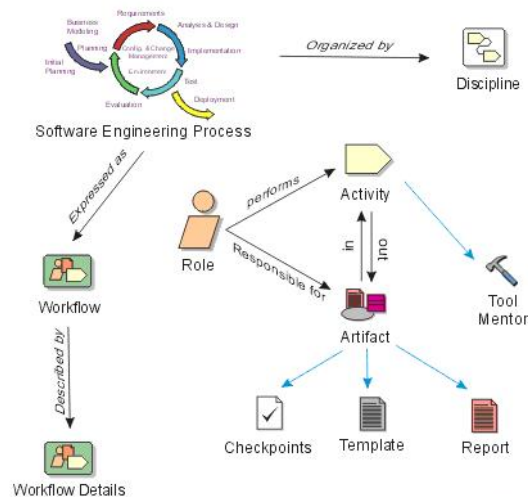 Requirements
Business
Modeling
Analysis & Design
Planning
Config. & Change
Management
Implementation
Initial
Planning
Environment
Test
Evaluation
Deployment
Organized by
Discipline
Software Engineering Process
Expressed as
performs
Activity
Role
Responsible for
in
out
Tool
Mentor
Workflow
Artifact
Described by
Checkpoints
Template
Report
Workflow Details